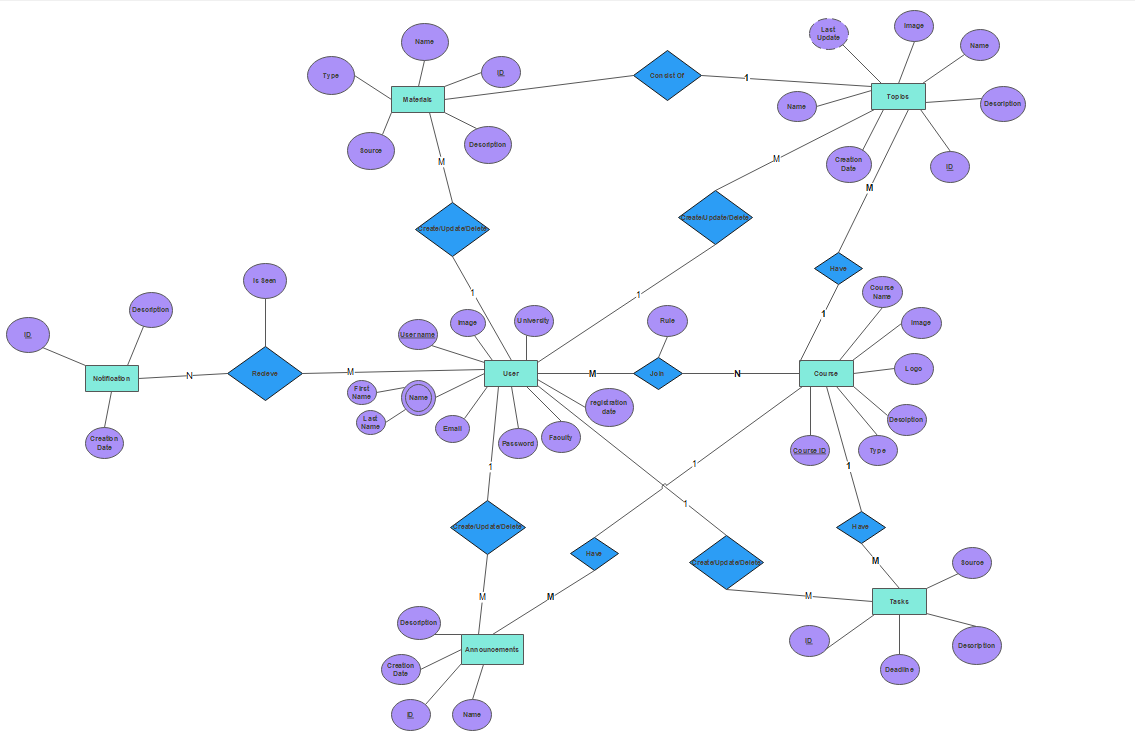 Last
Update
Image
Name
Name
ID
Type
Consist Of
1
Topics
Materials
Name
Description
Source
Description
M
M
Creation
Date
ID
M
Create/Update/Delete
Create/Update/Delete
Have
Is Seen
1
1
Course
Name
Description
ID
User name
Image
University
Rule
1
Image
Notification
N
Recieve
M
User
M
Join
N
Course
Logo
First
Name
Name
Last
Name
registration
date
Email
Password
Faculty
Desciption
Creation
Date
Course ID
Type
1
1
1
1
Create/Update/Delete
Have
Have
Create/Update/Delete
M
Source
M
M
M
Tasks
Description
Announcements
ID
Description
Creation
Date
Deadline
ID
Name